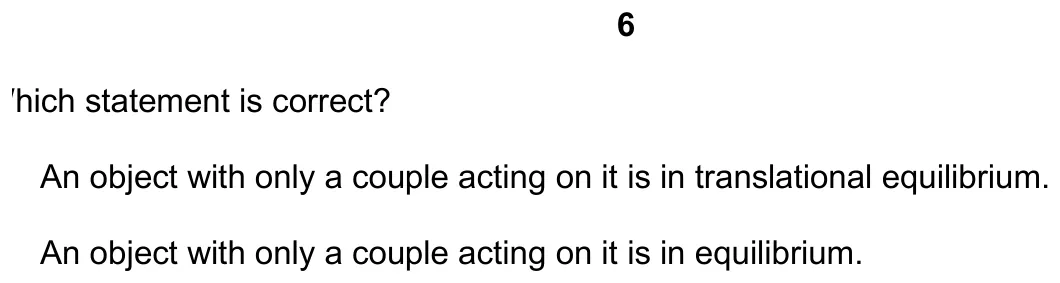 6
hich statement is correct?
An object with only a couple acting on it is in translational equilibrium.
An object with only a couple acting on it is in equilibrium.